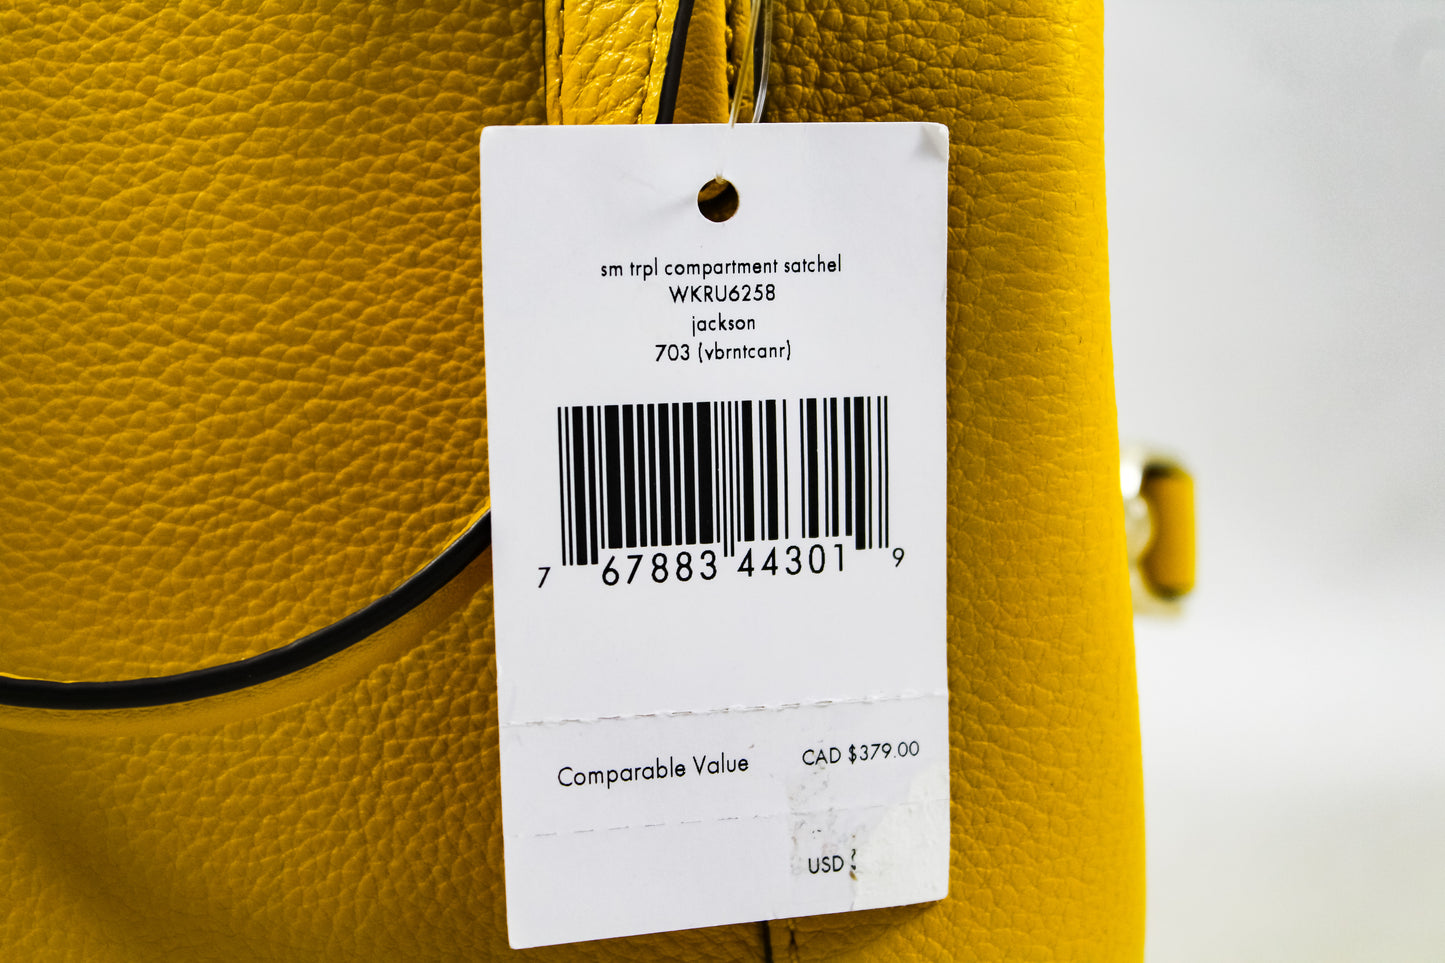 sm trpl compartment satchel
WKRU6258
jackson
703 (vbrntcanr)
7 67883 44301 9
Comparable Value CAD $379.00
USD